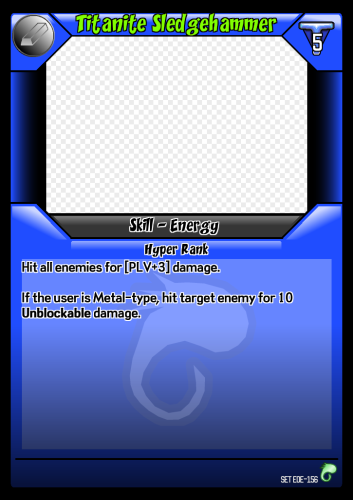 Titanite Sledgehammer
5
Skill - Energy
Hyper Rank
Hit all enemies for [PLV+3] damage.
If the user is Metal-type, hit target enemy for 10
Unblockable damage.
SET EDE-156